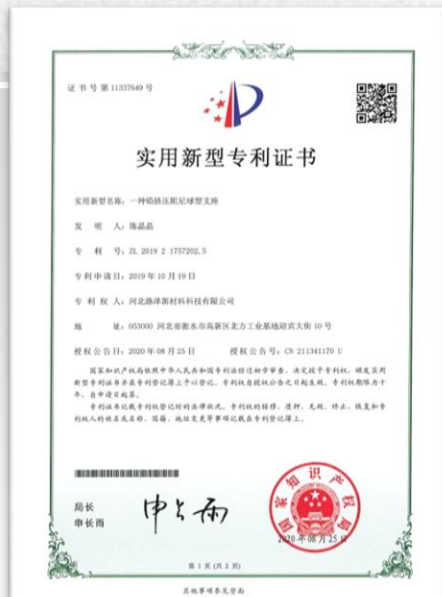 证书号第11337649号
实用新型专利证书
实用新型名称：一种铅挤压阻尼球型支座
发明人：陈晶晶
专利号：ZL 2019 2 1757202.5
专利申请日：2019年10月19日
专利权人：河北路泽新材料科技有限公司
地址：053000 河北省衡水市高新区北方工业基地迎宾大街10号
授权公告日：2020年08月25日 授权公告号：CN 211341170 U
国家知识产权局依照中华人民共和国专利法经过初步审查，决定授予专利权，颁发实用
新型专利证书并在专利登记簿上予以登记。专利权自授权公告之日起生效。专利权期限为十
年，自申请日起算。
专利证书记载专利权登记时的法律状况。专利权的转移、质押、无效、终止、恢复和专
利权人的姓名或名称、国籍、地址变更等事项记载在专利登记簿上。
局长
申长雨
申长雨
国家知识产权局
2020年08月25日
第 1 页 (共 2 页)
其他事项参见背面